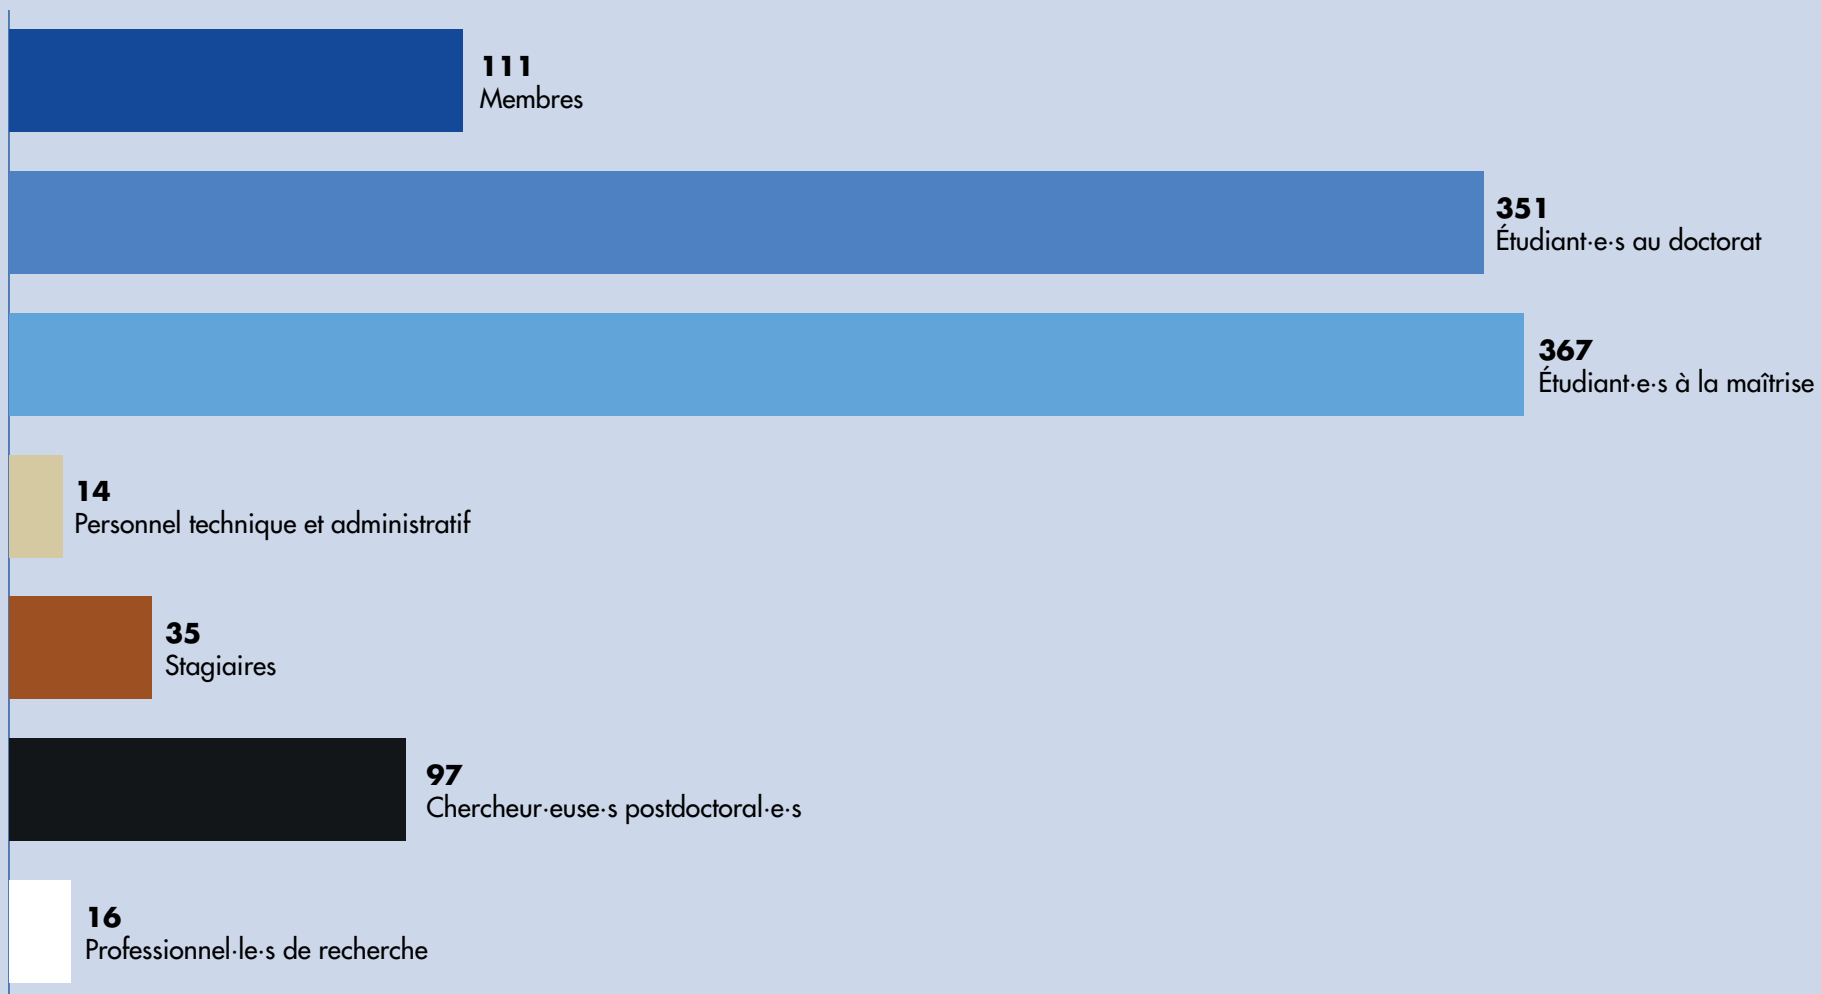 111
Membres
351
Étudiant·e·s au doctorat
367
Étudiant·e·s à la maîtrise
14
Personnel technique et administratif
35
Stagiaires
97
Chercheur·euse·s postdoctoral·e·s
16
Professionnel·le·s de recherche